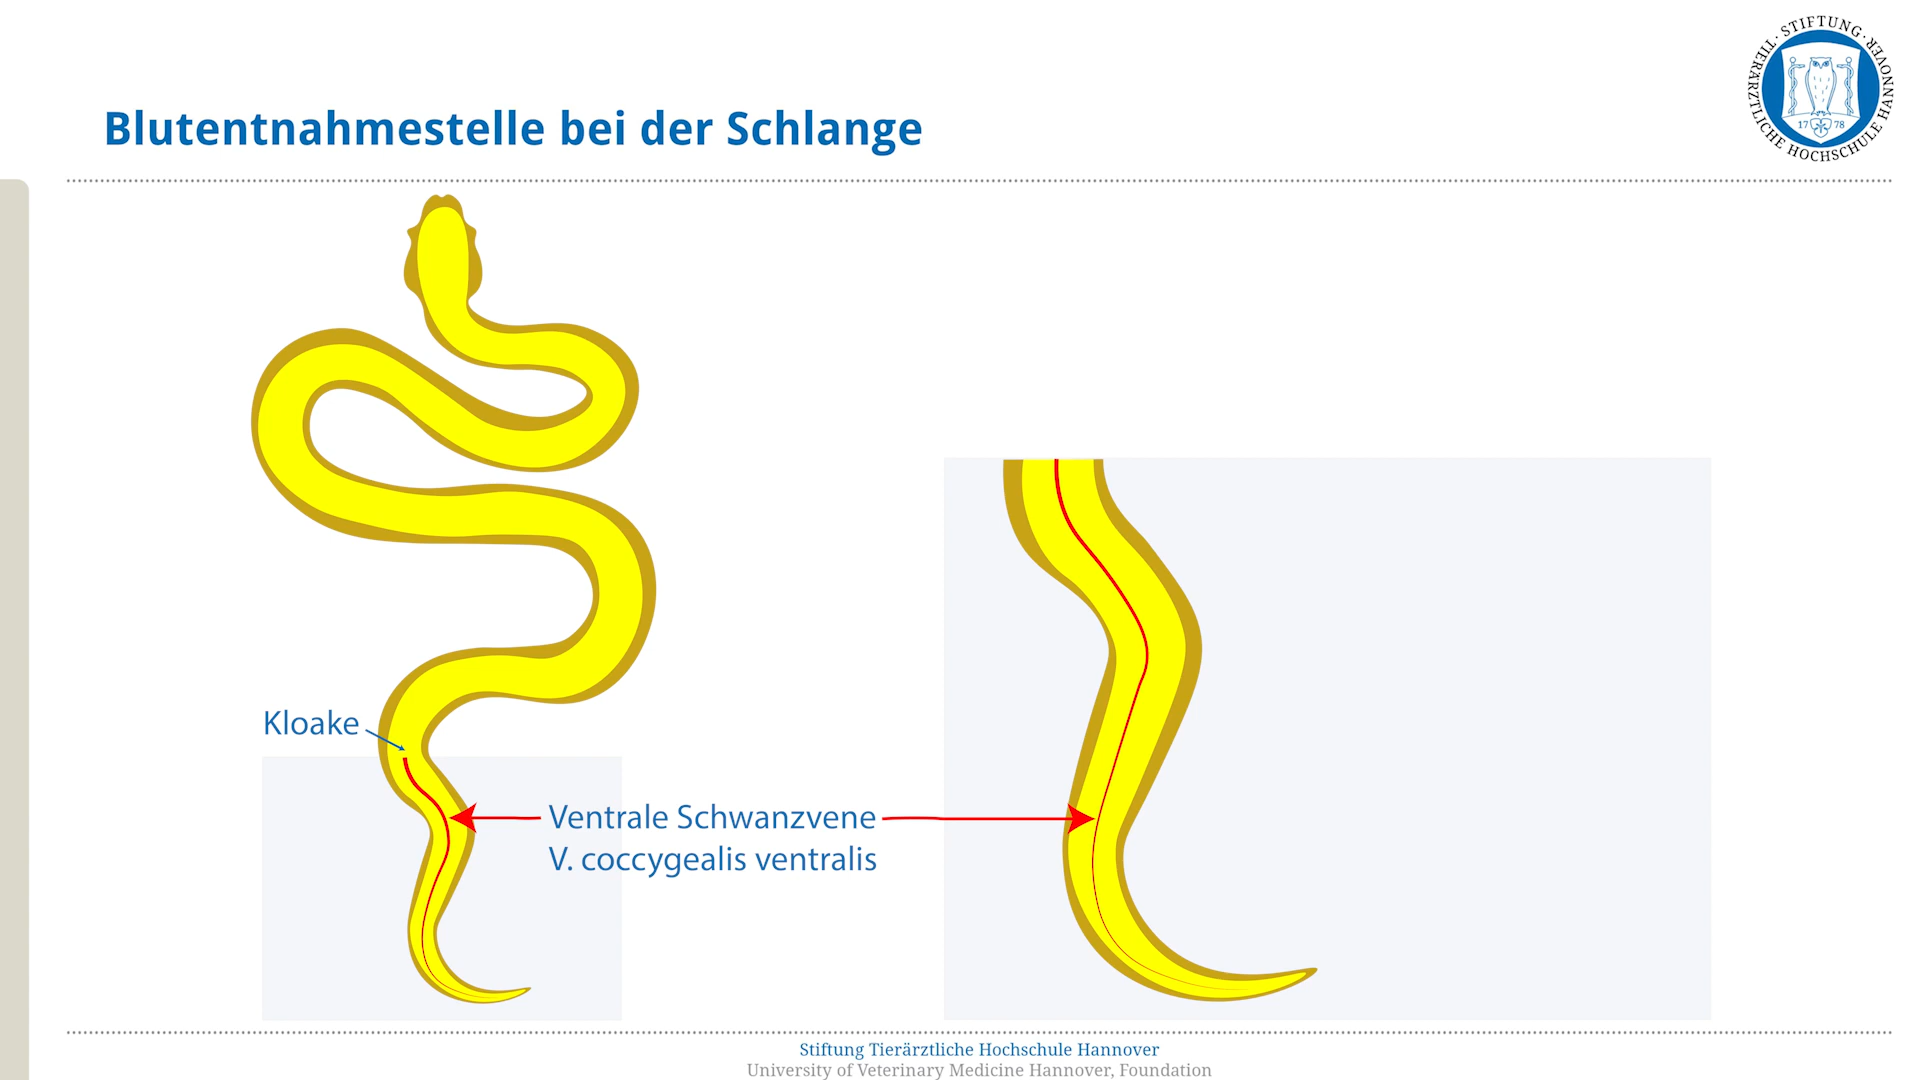 Blutentnahmestelle bei der Schlange
STIFTUNG · TIERÄRZTLICHE HOCHSCHULE HANNOVER ·
17 78
Kloake
Ventrale Schwanzvene
V. coccygealis ventralis
Stiftung Tierärztliche Hochschule Hannover
University of Veterinary Medicine Hannover, Foundation